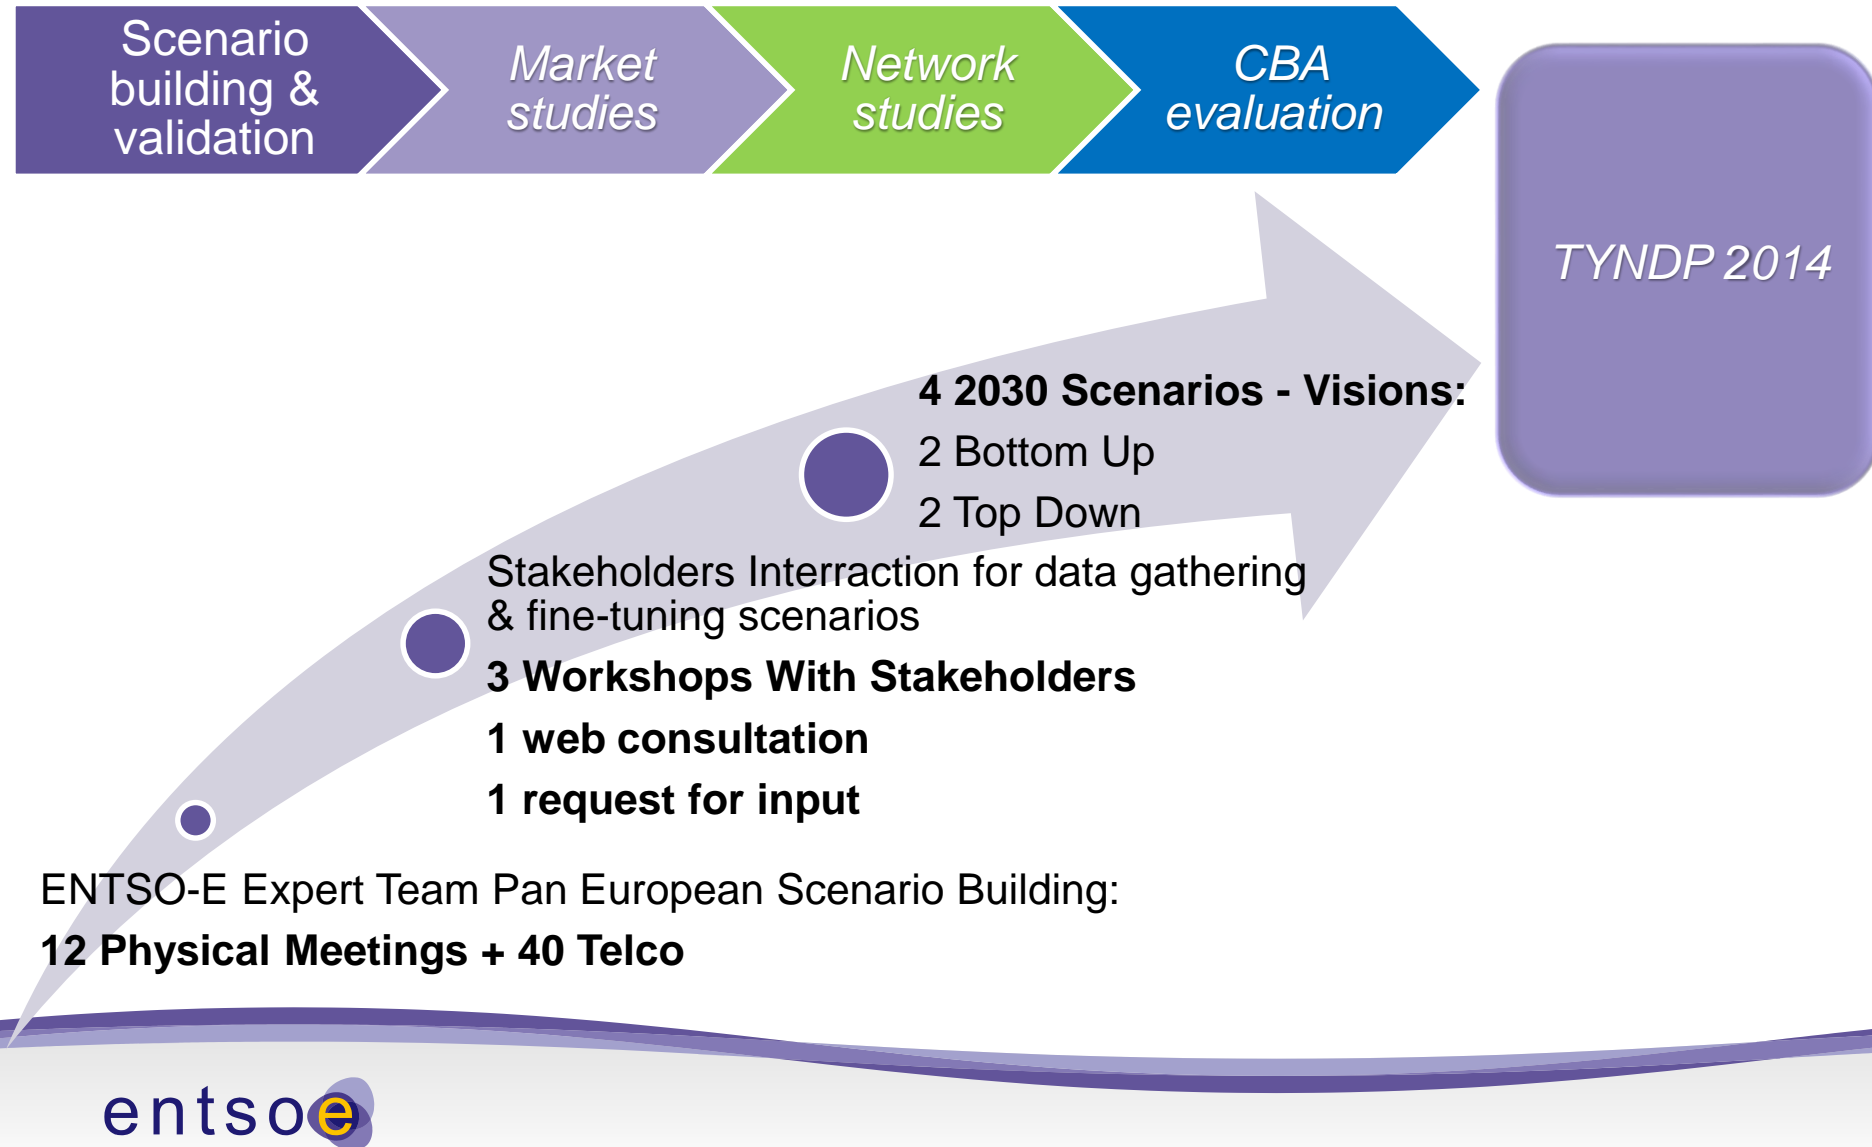 Scenario
building &
validation
Market
studies
Network
studies
CBA
evaluation
TYNDP 2014
4 2030 Scenarios - Visions:
2 Bottom Up
2 Top Down
Stakeholders Interraction for data gathering
& fine-tuning scenarios
3 Workshops With Stakeholders
1 web consultation
1 request for input
ENTSO-E Expert Team Pan European Scenario Building:
12 Physical Meetings + 40 Telco
entsoe